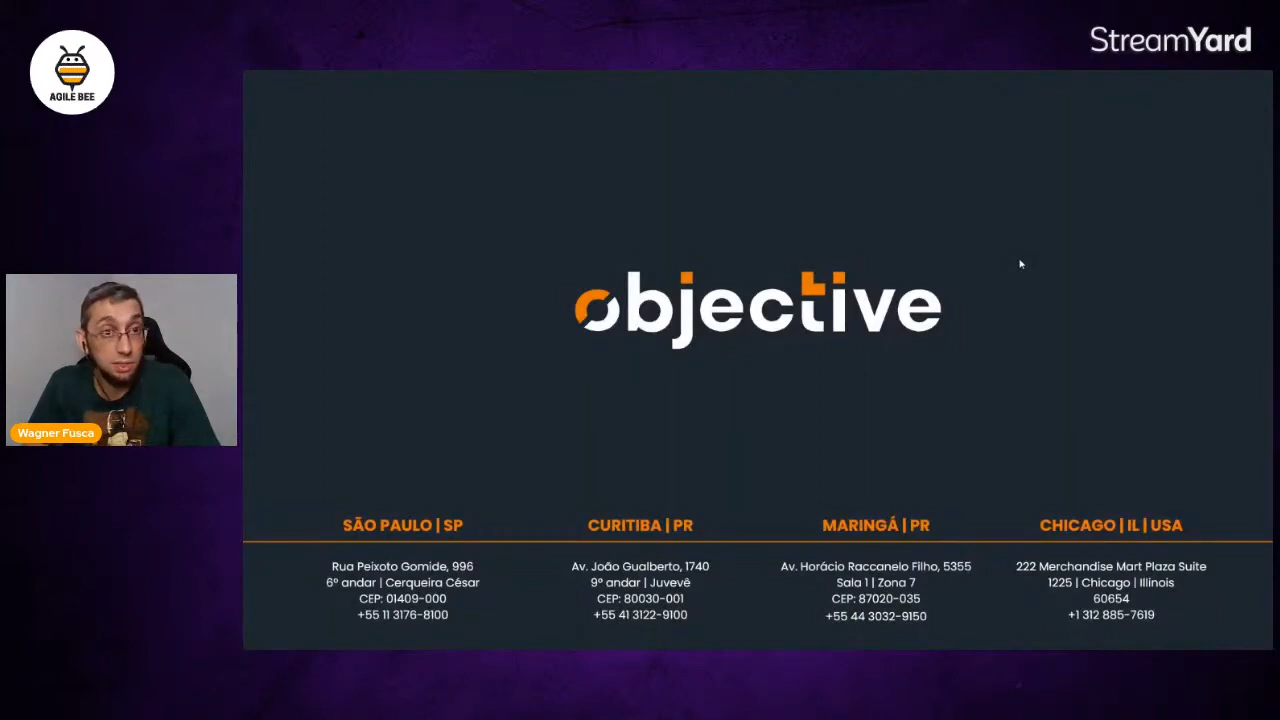 AGILE BEE
StreamYard
objective
Wagner Fusca
SÃO PAULO | SP
Rua Peixoto Gomide, 996
6º andar | Cerqueira César
CEP: 01409-000
+55 11 3176-8100
CURITIBA | PR
Av. João Gualberto, 1740
9º andar | Juvevê
CEP: 80030-001
+55 41 3122-9100
MARINGÁ | PR
Av. Horácio Raccanelo Filho, 5355
Sala 1 | Zona 7
CEP: 87020-035
+55 44 3032-9150
CHICAGO | IL | USA
222 Merchandise Mart Plaza Suite
1225 | Chicago | Illinois
60654
+1 312 885-7619